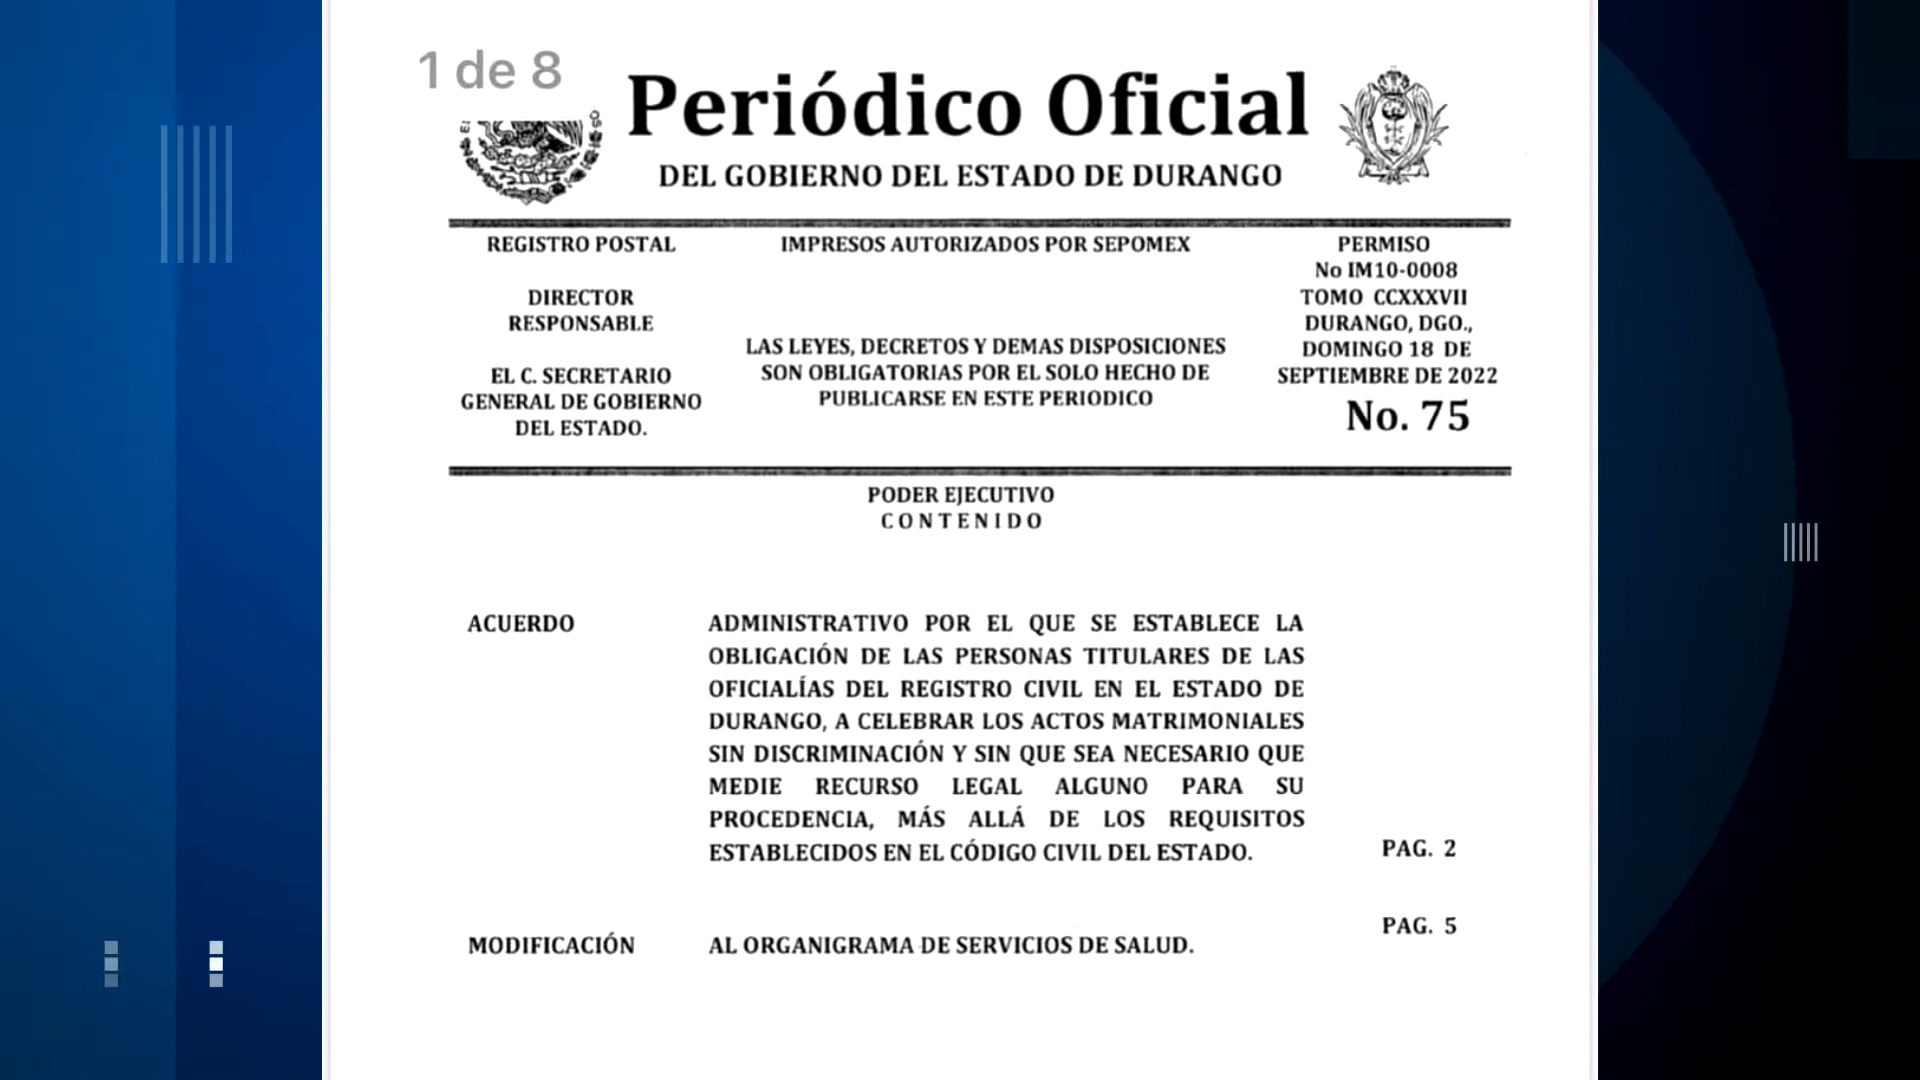 1 de 8
Periódico Oficial
DEL GOBIERNO DEL ESTADO DE DURANGO
REGISTRO POSTAL
IMPRESOS AUTORIZADOS POR SEPOMEX
PERMISO
No IM10-0008
TOMO CCXXXVII
DURANGO, DGO.,
DOMINGO 18 DE
SEPTIEMBRE DE 2022
No. 75
DIRECTOR
RESPONSABLE
EL C. SECRETARIO
GENERAL DE GOBIERNO
DEL ESTADO.
LAS LEYES, DECRETOS Y DEMAS DISPOSICIONES
SON OBLIGATORIAS POR EL SOLO HECHO DE
PUBLICARSE EN ESTE PERIODICO
PODER EJECUTIVO
CONTENIDO
ACUERDO
ADMINISTRATIVO POR EL QUE SE ESTABLECE LA
OBLIGACIÓN DE LAS PERSONAS TITULARES DE LAS
OFICIALÍAS DEL REGISTRO CIVIL EN EL ESTADO DE
DURANGO, A CELEBRAR LOS ACTOS MATRIMONIALES
SIN DISCRIMINACIÓN Y SIN QUE SEA NECESARIO QUE
MEDIE RECURSO LEGAL ALGUNO PARA SU
PROCEDENCIA, MÁS ALLÁ DE LOS REQUISITOS
ESTABLECIDOS EN EL CÓDIGO CIVIL DEL ESTADO.
PAG. 2
MODIFICACIÓN
AL ORGANIGRAMA DE SERVICIOS DE SALUD.
PAG. 5